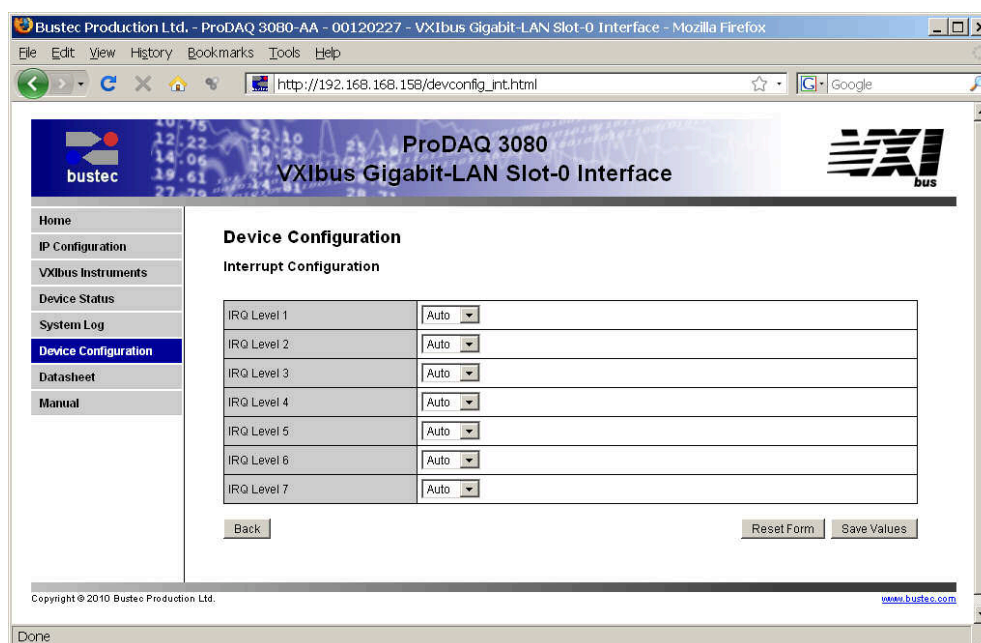 Bustec Production Ltd. - ProDAQ 3080-AA - 00120227 - VXIbus Gigabit-LAN Slot-0 Interface - Mozilla Firefox
File Edit View History Bookmarks Tools Help
http://192.168.168.158/devconfig_int.html
G Google
bustec
ProDAQ 3080
VXIbus Gigabit-LAN Slot-0 Interface
VXI
bus
Home
IP Configuration
VXIbus Instruments
Device Status
System Log
Device Configuration
Datasheet
Manual
Device Configuration
Interrupt Configuration
IRQ Level 1 Auto
IRQ Level 2 Auto
IRQ Level 3 Auto
IRQ Level 4 Auto
IRQ Level 5 Auto
IRQ Level 6 Auto
IRQ Level 7 Auto
Back Reset Form Save Values
Copyright © 2010 Bustec Production Ltd. www.bustec.com
Done